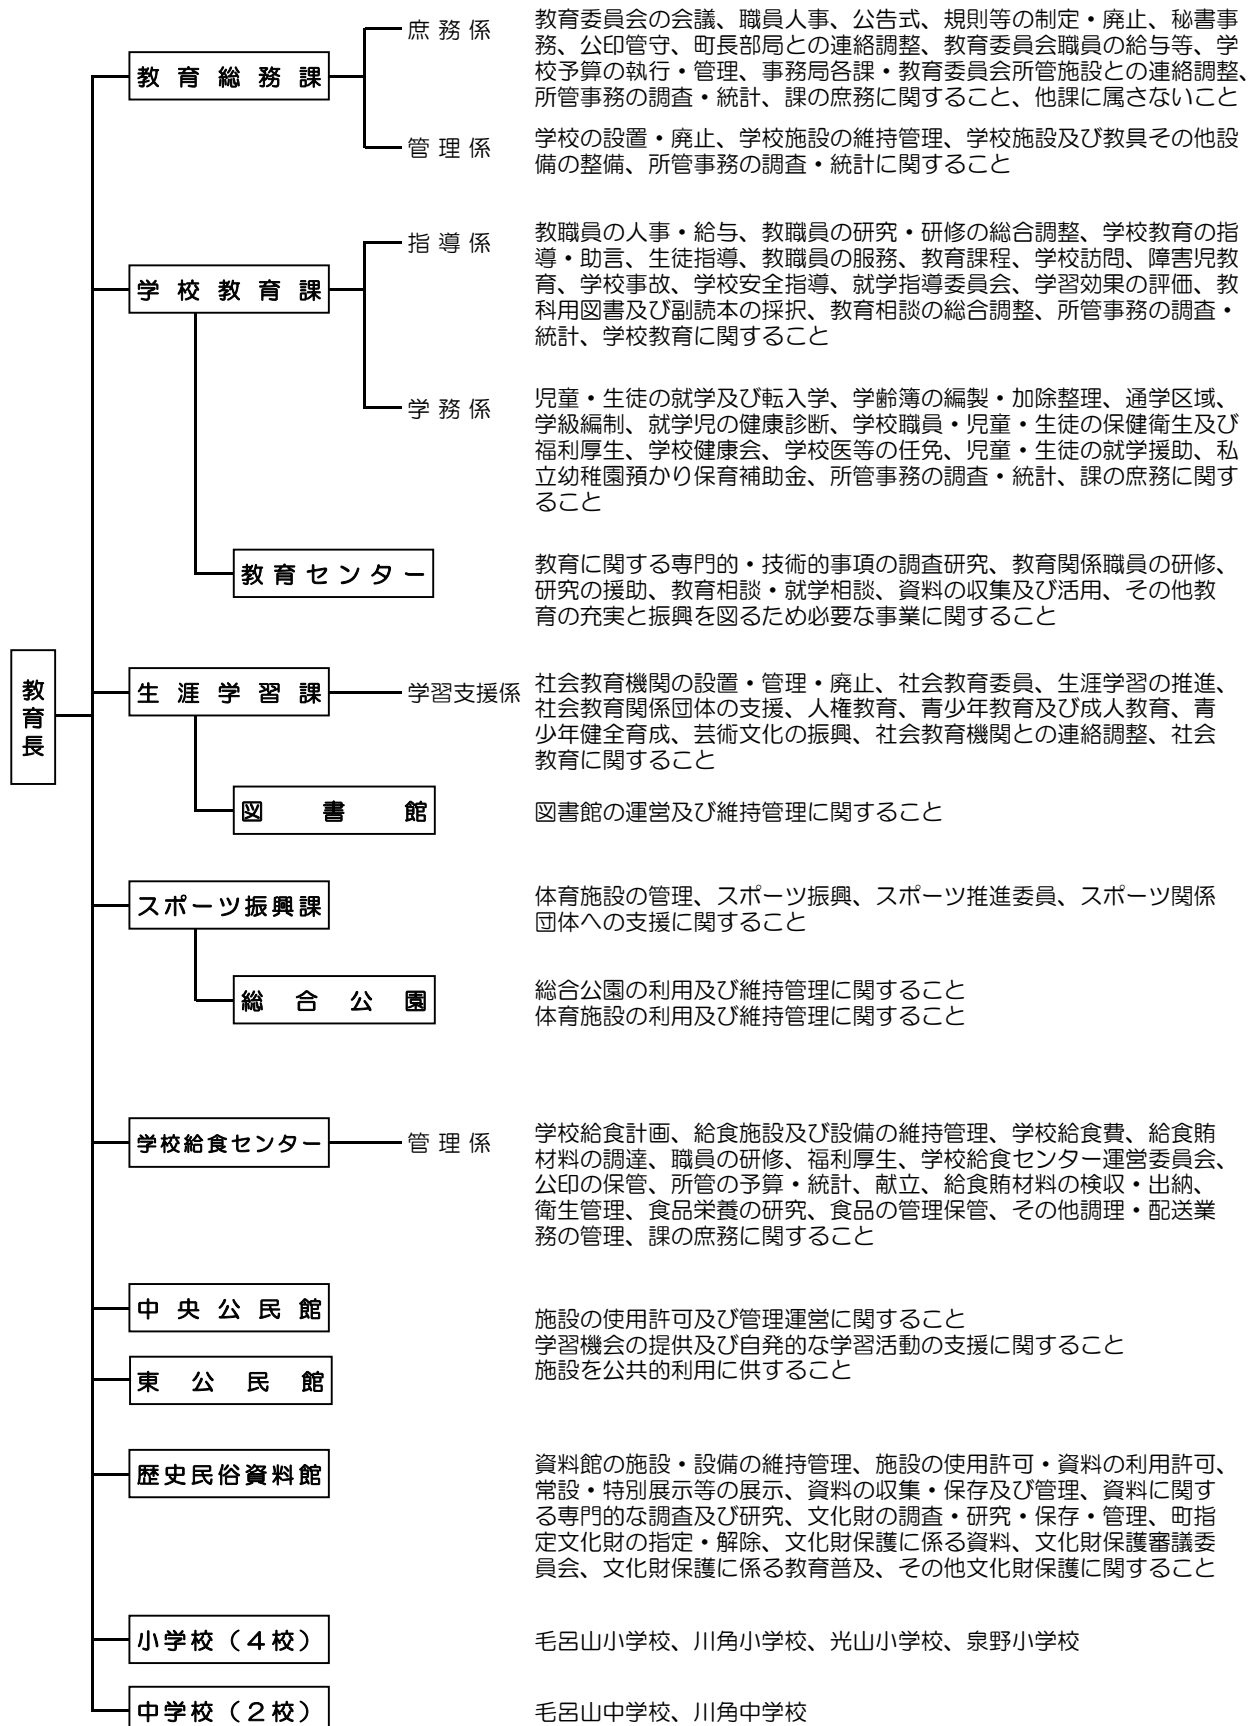 教育長
教育総務課
庶務係
教育委員会の会議、職員人事、公告式、規則等の制定・廃止、秘書事
務、公印管守、町長部局との連絡調整、教育委員会職員の給与等、学
校予算の執行・管理、事務局各課・教育委員会所管施設との連絡調整、
所管事務の調査・統計、課の庶務に関すること、他課に属さないこと
管理係
学校の設置・廃止、学校施設の維持管理、学校施設及び教具その他設
備の整備、所管事務の調査・統計に関すること
学校教育課
指導係
教職員の人事・給与、教職員の研究・研修の総合調整、学校教育の指
導・助言、生徒指導、教職員の服務、教育課程、学校訪問、障害児教
育、学校事故、学校安全指導、就学指導委員会、学習効果の評価、教
科用図書及び副読本の採択、教育相談の総合調整、所管事務の調査・
統計、学校教育に関すること
学務係
児童・生徒の就学及び転入学、学齢簿の編製・加除整理、通学区域、
学級編制、就学児の健康診断、学校職員・児童・生徒の保健衛生及び
福利厚生、学校健康会、学校医等の任免、児童・生徒の就学援助、私
立幼稚園預かり保育補助金、所管事務の調査・統計、課の庶務に関す
ること
教育センター
教育に関する専門的・技術的事項の調査研究、教育関係職員の研修、
研究の援助、教育相談・就学相談、資料の収集及び活用、その他教
育の充実と振興を図るため必要な事業に関すること
生涯学習課
学習支援係
社会教育機関の設置・管理・廃止、社会教育委員、生涯学習の推進、
社会教育関係団体の支援、人権教育、青少年教育及び成人教育、青
少年健全育成、芸術文化の振興、社会教育機関との連絡調整、社会
教育に関すること
図書館
図書館の運営及び維持管理に関すること
スポーツ振興課
体育施設の管理、スポーツ振興、スポーツ推進委員、スポーツ関係
団体への支援に関すること
総合公園
総合公園の利用及び維持管理に関すること
体育施設の利用及び維持管理に関すること
学校給食センター
管理係
学校給食計画、給食施設及び設備の維持管理、学校給食費、給食賄
材料の調達、職員の研修、福利厚生、学校給食センター運営委員会、
公印の保管、所管の予算・統計、献立、給食賄材料の検収・出納、
衛生管理、食品栄養の研究、食品の管理保管、その他調理・配送業
務の管理、課の庶務に関すること
中央公民館
東公民館
施設の使用許可及び管理運営に関すること
学習機会の提供及び自発的な学習活動の支援に関すること
施設を公共的利用に供すること
歴史民俗資料館
資料館の施設・設備の維持管理、施設の使用許可・資料の利用許可、
常設・特別展示等の展示、資料の収集・保存及び管理、資料に関す
る専門的な調査及び研究、文化財の調査・研究・保存・管理、町指
定文化財の指定・解除、文化財保護に係る資料、文化財保護審議委
員会、文化財保護に係る教育普及、その他文化財保護に関すること
小学校（４校）
毛呂山小学校、川角小学校、光山小学校、泉野小学校
中学校（２校）
毛呂山中学校、川角中学校